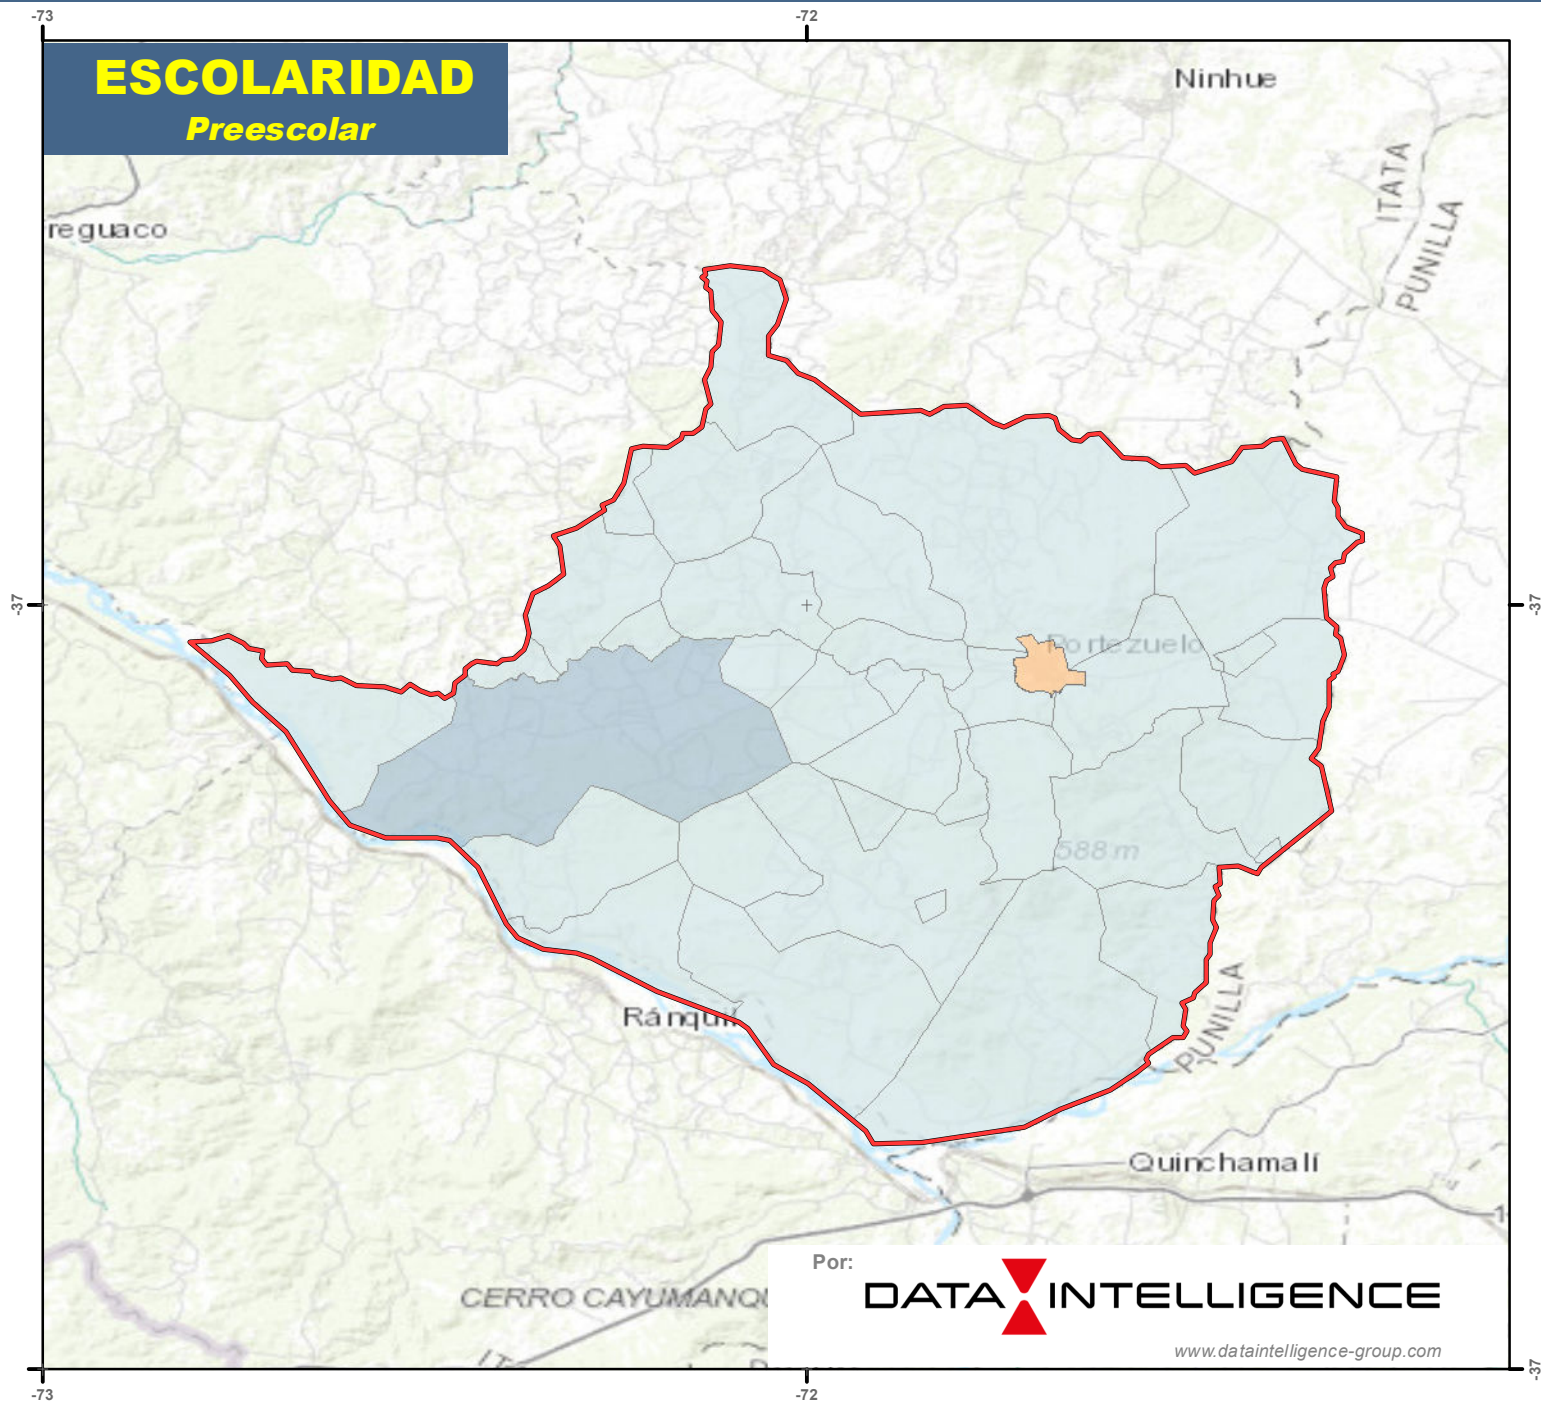 -73
-72
ESCOLARIDAD
Preescolar
Ninhue
ITATA
PUNILLA
reguaco
-37
-37
Portezuelo
588 m
Ránquil
PUNILLA
Quinchamalí
Por:
DATA INTELLIGENCE
CERRO CAYUMANQU
www.dataintelligence-group.com
-37
-73
-72